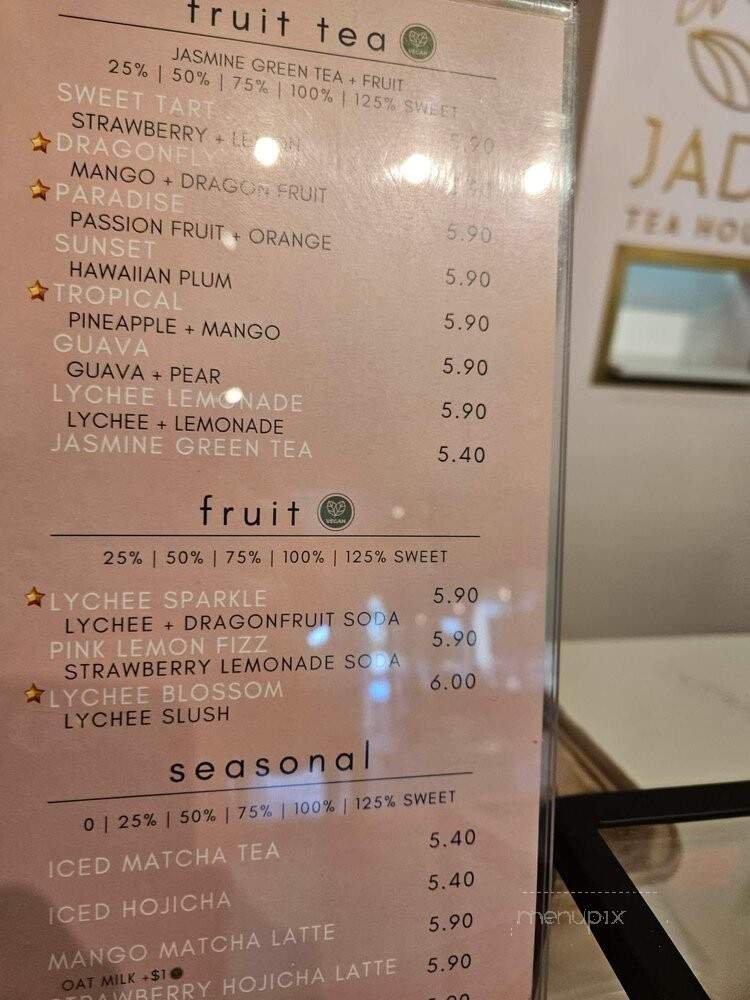 fruit tea
VEGAN
JASMINE GREEN TEA + FRUIT
25% | 50% | 75% | 100% | 125% SWEET
SWEET TART 5.90
STRAWBERRY + LEMON
DRAGONFLY
MANGO + DRAGON FRUIT
PARADISE 5.90
PASSION FRUIT + ORANGE
SUNSET 5.90
HAWAIIAN PLUM
TROPICAL 5.90
PINEAPPLE + MANGO
GUAVA 5.90
GUAVA + PEAR
LYCHEE LEMONADE 5.90
LYCHEE + LEMONADE
JASMINE GREEN TEA 5.40
fruit
VEGAN
25% | 50% | 75% | 100% | 125% SWEET
LYCHEE SPARKLE 5.90
LYCHEE + DRAGONFRUIT SODA
PINK LEMON FIZZ 5.90
STRAWBERRY LEMONADE SODA
LYCHEE BLOSSOM 6.00
LYCHEE SLUSH
seasonal
0 | 25% | 50% | 75% | 100% | 125% SWEET
ICED MATCHA TEA 5.40
ICED HOJICHA 5.40
MANGO MATCHA LATTE 5.90
OAT MILK +$1
STRAWBERRY HOJICHA LATTE 5.90
JAD
TEA HOU
menupix